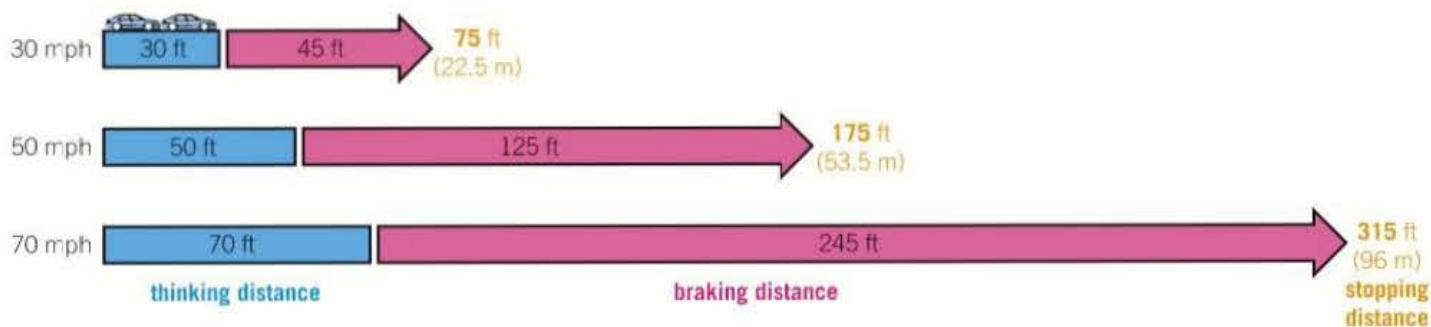 30 mph
30 ft
45 ft
75 ft
(22.5 m)
50 mph
50 ft
125 ft
175 ft
(53.5 m)
70 mph
70 ft
245 ft
315 ft
(96 m)
thinking distance
braking distance
stopping
distance